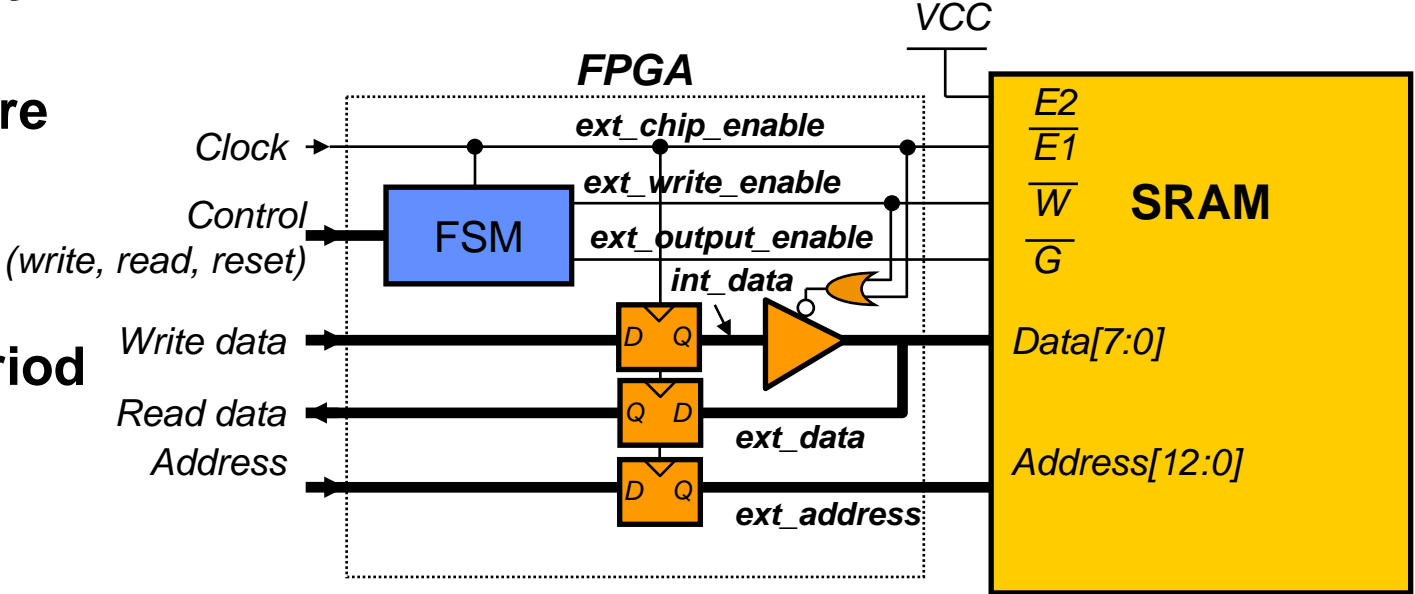 VCC
FPGA
re
Clock
ext_chip_enable
E2
E1
ext_write_enable
Control
(write, read, reset)
FSM
W
SRAM
ext_output_enable
G
int_data
Write data
D Q
Data[7:0]
riod
Read data
Q D
ext_data
Address
D Q
Address[12:0]
ext_address